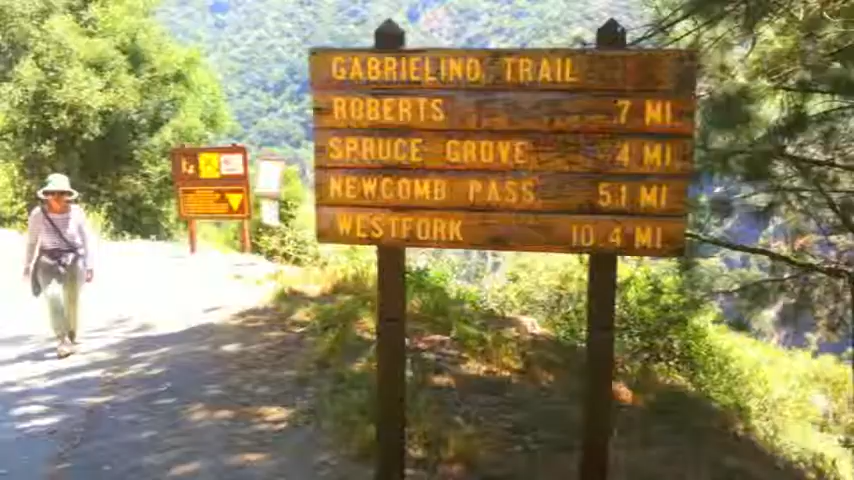 GABRIELINO TRAIL
ROBERTS .7 MI
SPRUCE GROVE 4 MI
NEWCOMB PASS 5.1 MI
WESTFORK 10.4 MI